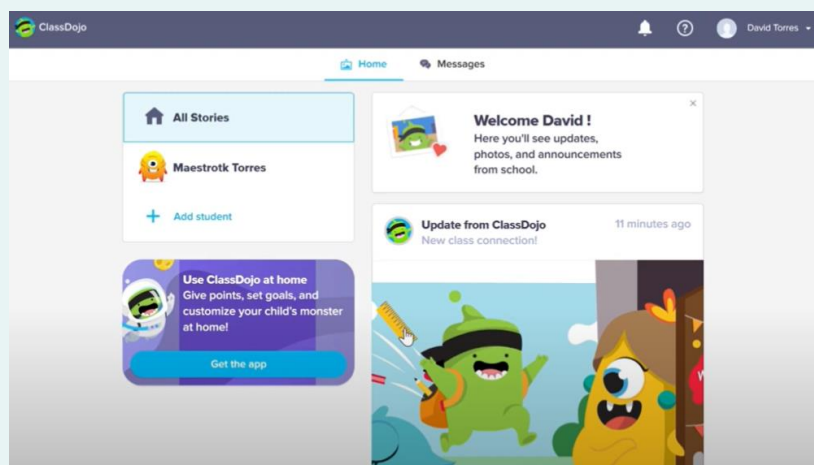 ClassDojo
David Torres
Home
Messages
All Stories
Maestrotk Torres
Add student
Use ClassDojo at home
Give points, set goals, and
customize your child's monster
at home!
Get the app
Welcome David !
Here you'll see updates,
photos, and announcements
from school.
Update from ClassDojo
11 minutes ago
New class connection!